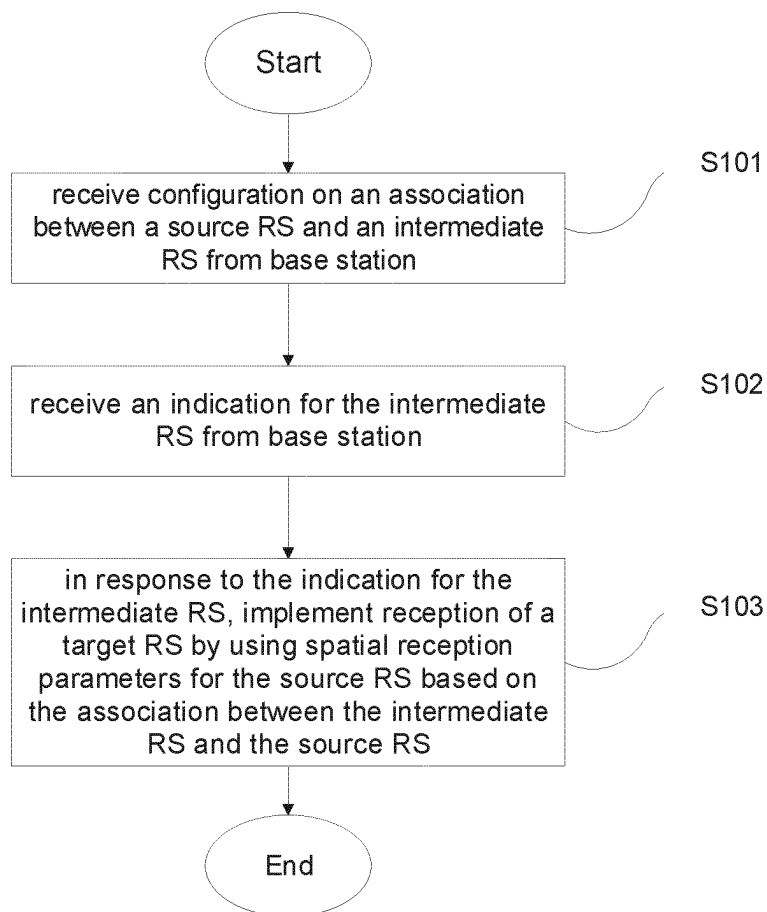 Start
receive configuration on an association
between a source RS and an intermediate
RS from base station
S101
receive an indication for the intermediate
RS from base station
S102
in response to the indication for the
intermediate RS, implement reception of a
target RS by using spatial reception
parameters for the source RS based on
the association between the intermediate
RS and the source RS
S103
End